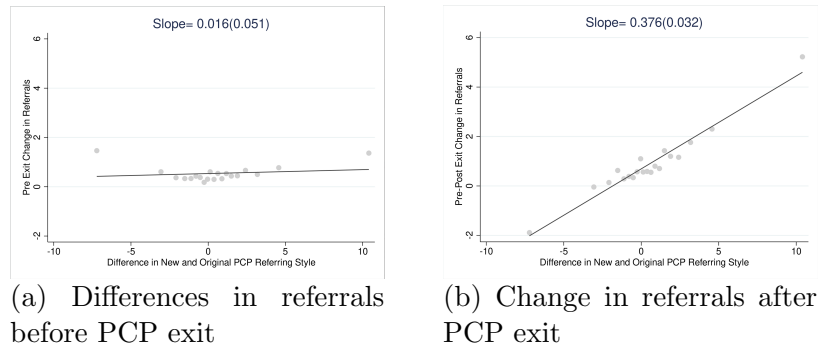 Slope= 0.016(0.051)
Pre Exit Change in Referrals
6
4
2
0
-2
-10
-5
0
5
10
Difference in New and Original PCP Referring Style
(a) Differences in referrals
before PCP exit
Slope= 0.376(0.032)
Pre-Post Exit Change in Referrals
6
4
2
0
-2
-10
-5
0
5
10
Difference in New and Original PCP Referring Style
(b) Change in referrals after
PCP exit